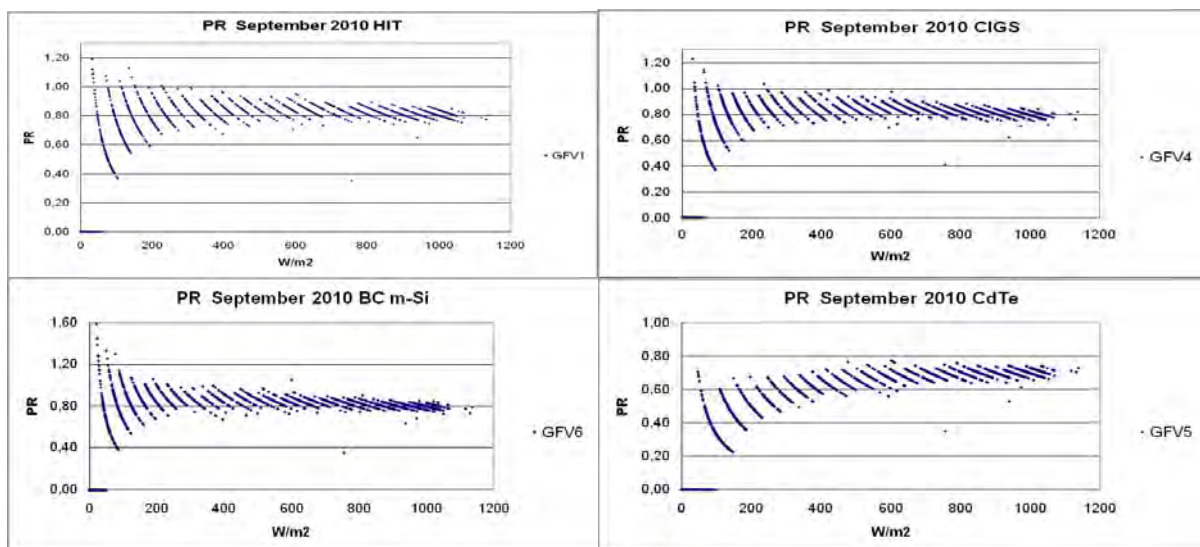 PR September 2010 HIT
1.20
1.00
0.80
0.60
0.40
0.20
0.00
PR
0 200 400 600 800 1000 1200
W/m2
GFV1
PR September 2010 CIGS
1,20
1,00
0,80
0,60
0,40
0,20
0,00
PR
0 200 400 600 800 1000 1200
W/m2
GFV4
PR September 2010 BC m-Si
1,60
1,20
0,80
0,40
0,00
PR
0 200 400 600 800 1000 1200
W/m2
GFV6
PR September 2010 CdTe
1,00
0,80
0,60
0,40
0,20
0,00
PR
0 200 400 600 800 1000 1200
W/m2
GFV5